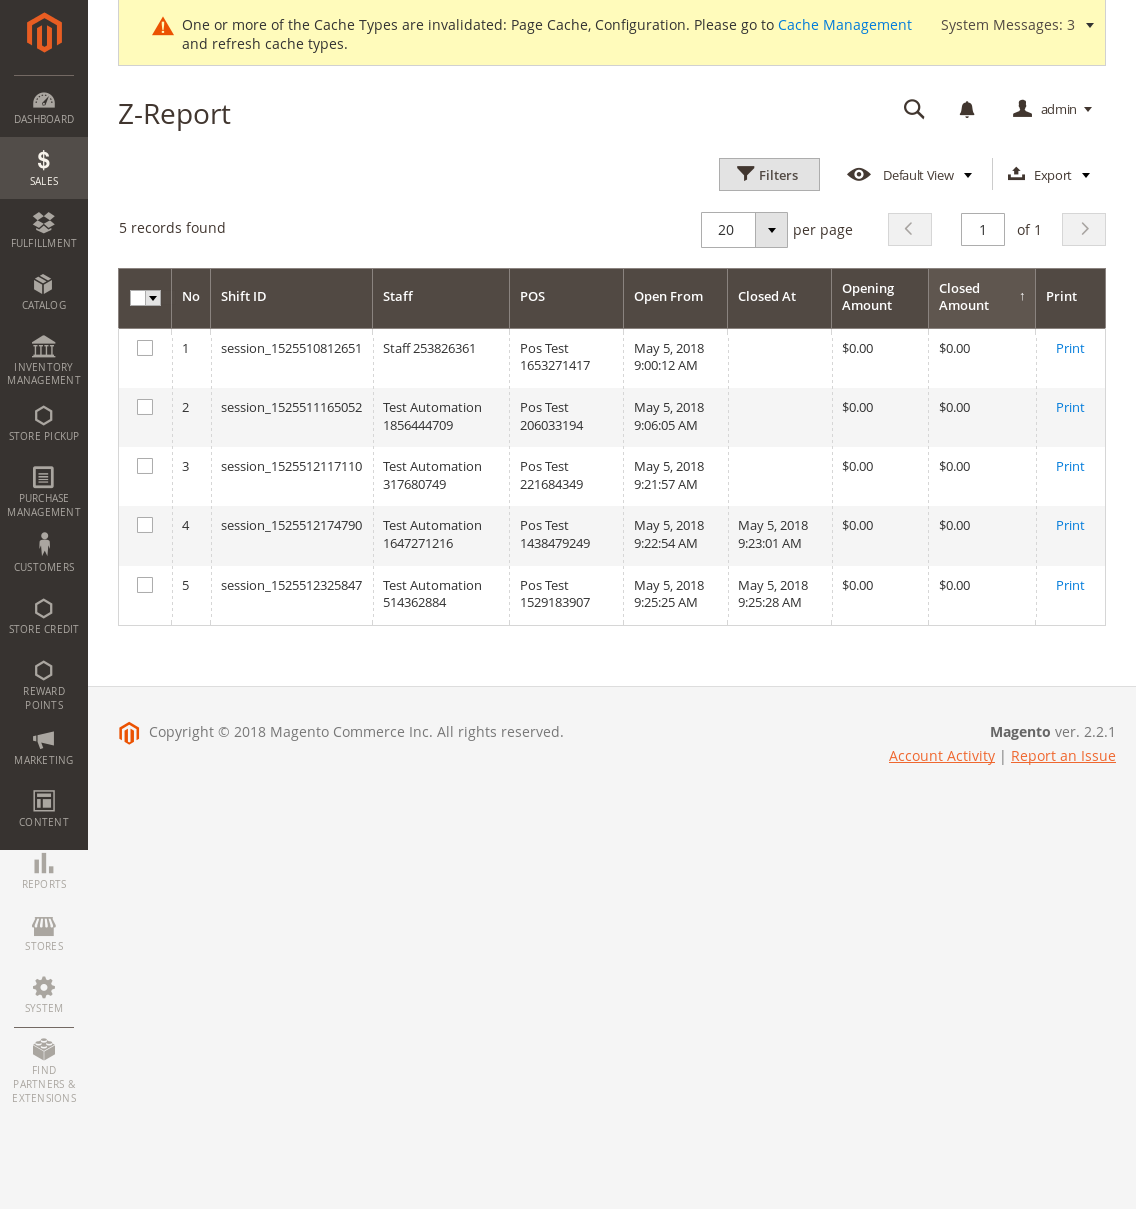 One or more of the Cache Types are invalidated: Page Cache, Configuration. Please go to Cache Management
and refresh cache types.
System Messages: 3
Z-Report
admin
Filters
Default View
Export
5 records found
20 per page
1 of 1
No Shift ID Staff POS Open From Closed At Opening Amount Closed Amount ↑ Print
1 session_1525510812651 Staff 253826361 Pos Test 1653271417 May 5, 2018 9:00:12 AM $0.00 $0.00 Print
2 session_1525511165052 Test Automation 1856444709 Pos Test 206033194 May 5, 2018 9:06:05 AM $0.00 $0.00 Print
3 session_1525512117110 Test Automation 317680749 Pos Test 221684349 May 5, 2018 9:21:57 AM $0.00 $0.00 Print
4 session_1525512174790 Test Automation 1647271216 Pos Test 1438479249 May 5, 2018 9:22:54 AM May 5, 2018 9:23:01 AM $0.00 $0.00 Print
5 session_1525512325847 Test Automation 514362884 Pos Test 1529183907 May 5, 2018 9:25:25 AM May 5, 2018 9:25:28 AM $0.00 $0.00 Print
DASHBOARD
SALES
FULFILLMENT
CATALOG
INVENTORY
MANAGEMENT
STORE PICKUP
PURCHASE
MANAGEMENT
CUSTOMERS
STORE CREDIT
REWARD
POINTS
MARKETING
CONTENT
REPORTS
STORES
SYSTEM
FIND
PARTNERS &
EXTENSIONS
Copyright © 2018 Magento Commerce Inc. All rights reserved.
Magento ver. 2.2.1
Account Activity | Report an Issue